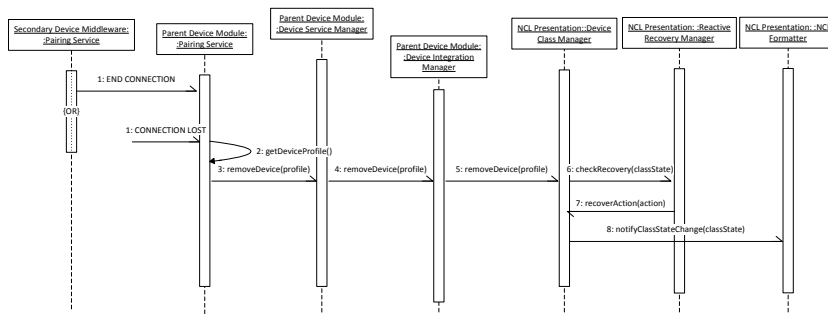 Secondary Device Middleware:
:Pairing Service
Parent Device Module:
:Pairing Service
Parent Device Module:
:Device Service Manager
Parent Device Module:
:Device Integration
Manager
NCL Presentation::Device
Class Manager
NCL Presentation: :Reactive
Recovery Manager
NCL Presentation: :NCL
Formatter
1: END CONNECTION
{OR}
1: CONNECTION LOST
2: getDeviceProfile()
3: removeDevice(profile)
4: removeDevice(profile)
5: removeDevice(profile)
6: checkRecovery(classState)
7: recoverAction(action)
8: notifyClassStateChange(classState)